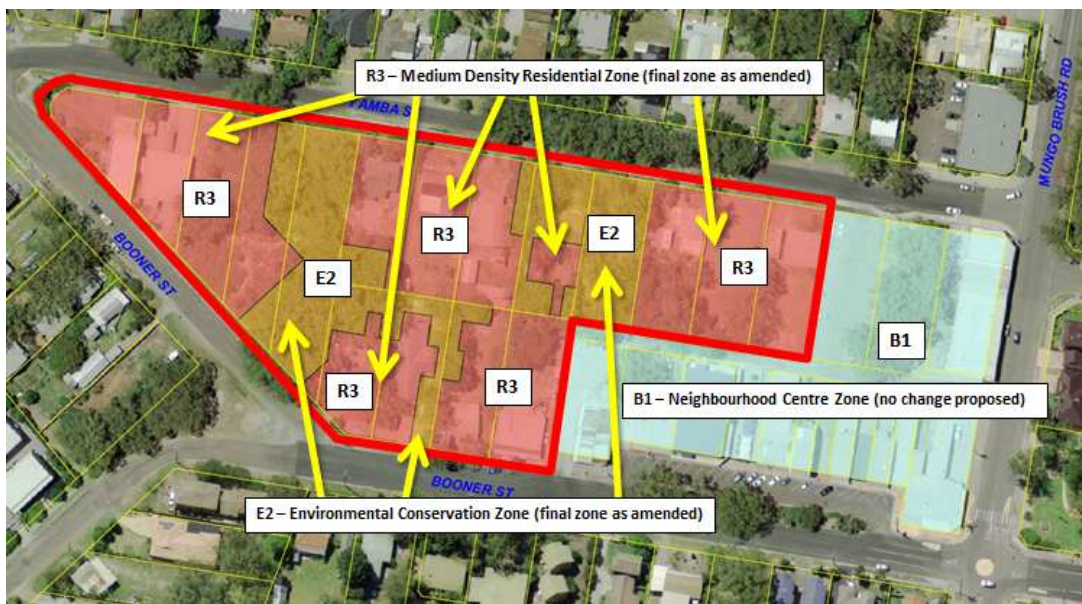 R3 – Medium Density Residential Zone (final zone as amended)
YAMBA S
MUNGO BRUSH RD
R3
R3
E2
R3
E2
BOONER ST
B1
R3
R3
B1 – Neighbourhood Centre Zone (no change proposed)
BOONER ST
E2 – Environmental Conservation Zone (final zone as amended)